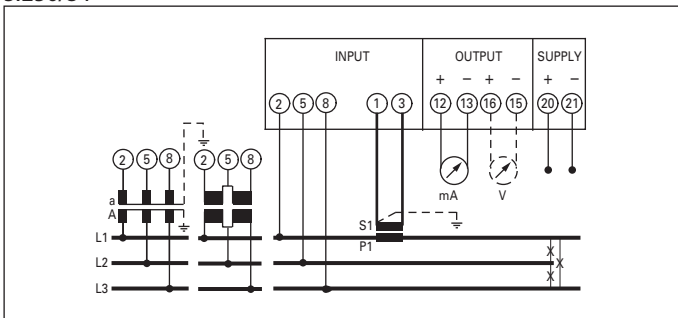 INPUT OUTPUT SUPPLY
+ − + − + −
2 5 8 1 3 12 13 16 15 20 21
2 5 8 2 5 8
mA V
a
A
S1
P1
L1
L2
L3
X
X X
X